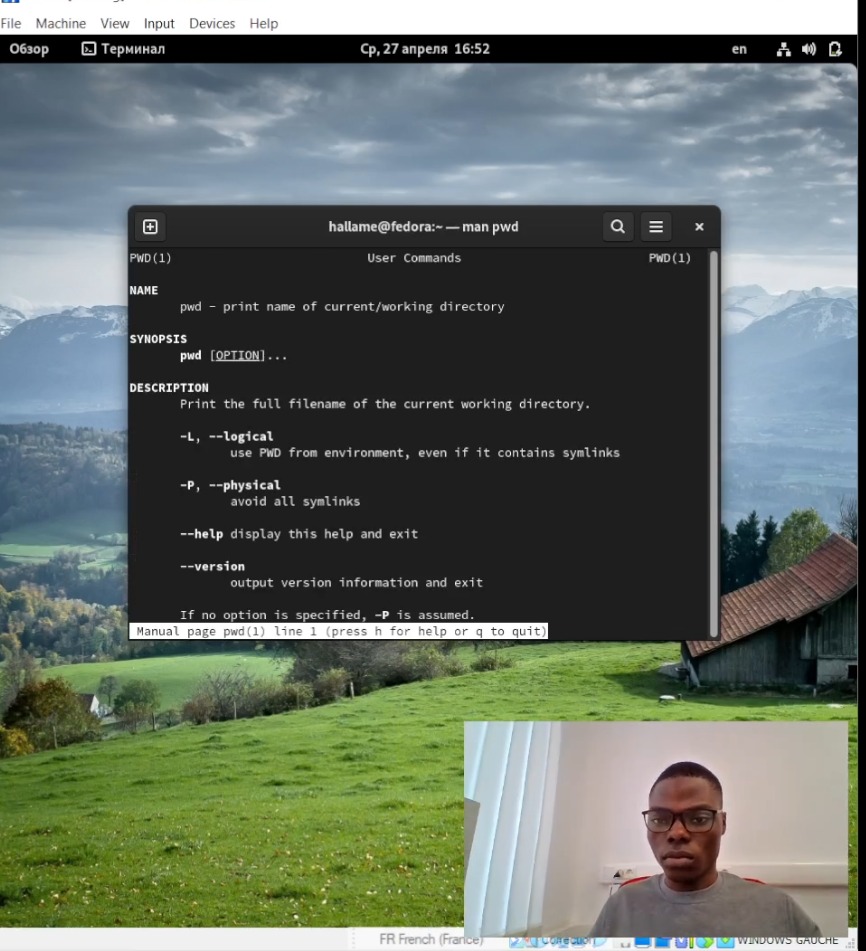 File Machine View Input Devices Help
Обзор Терминал Ср, 27 апреля 16:52 en
hallame@fedora:~ — man pwd
PWD(1) User Commands PWD(1)
NAME
pwd - print name of current/working directory
SYNOPSIS
pwd [OPTION]...
DESCRIPTION
Print the full filename of the current working directory.
-L, --logical
use PWD from environment, even if it contains symlinks
-P, --physical
avoid all symlinks
--help display this help and exit
--version
output version information and exit
If no option is specified, -P is assumed.
Manual page pwd(1) line 1 (press h for help or q to quit)
FR French (France) Correction WINDOWS GAUCHE